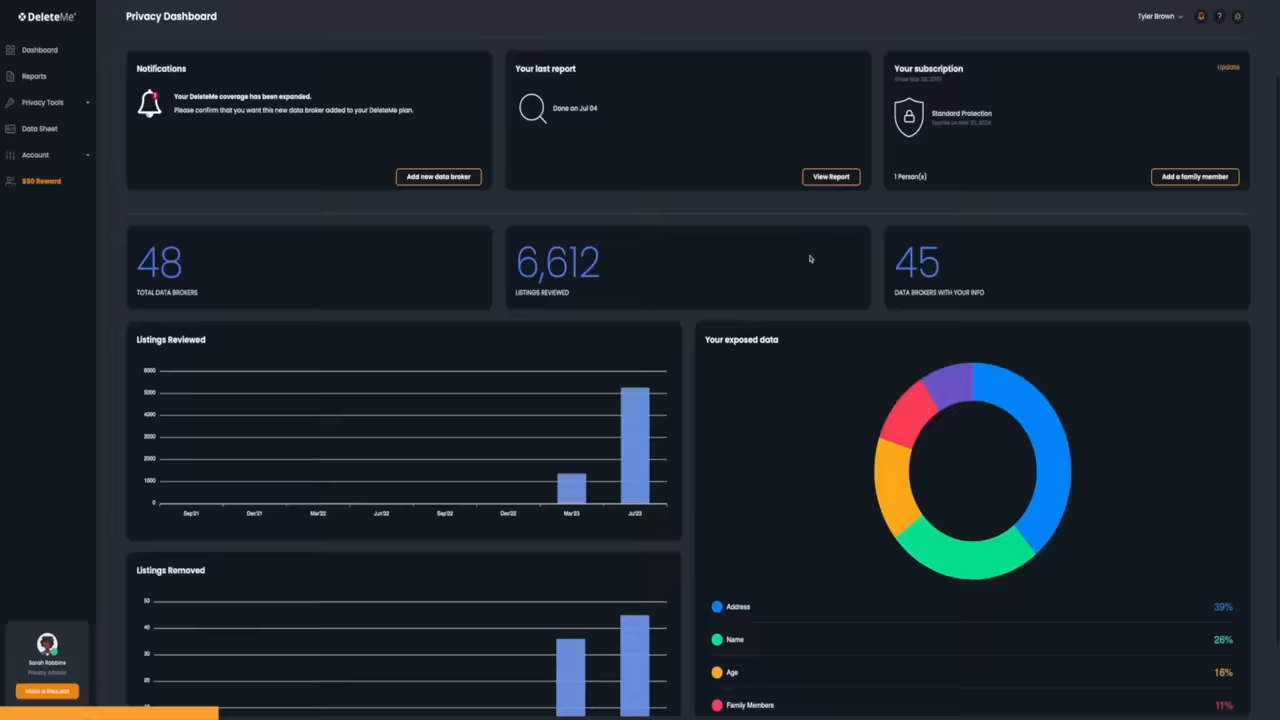 DeleteMe
Privacy Dashboard
Tyler Brown
?
Dashboard
Reports
Privacy Tools
Data Sheet
Account
$50 Reward
Notifications
Your DeleteMe coverage has been expanded.
Please confirm that you want this new data broker added to your DeleteMe plan.
Add new data broker
Your last report
Done on Jul 04
View Report
Your subscription
Update
Standard Protection
1 Person(s)
Add a family member
48
TOTAL DATA BROKERS
6,612
LISTINGS REVIEWED
45
DATA BROKERS WITH YOUR INFO
Listings Reviewed
6000
5000
4000
3000
2000
1000
0
Sep'21
Dec'21
Mar'22
Jun'22
Sep'22
Dec'22
Mar'23
Jul'23
Listings Removed
50
40
30
20
10
Your exposed data
Address
39%
Name
26%
Age
16%
Family Members
11%
Sarah Robbins
Privacy Advisor
MAKE A REQUEST